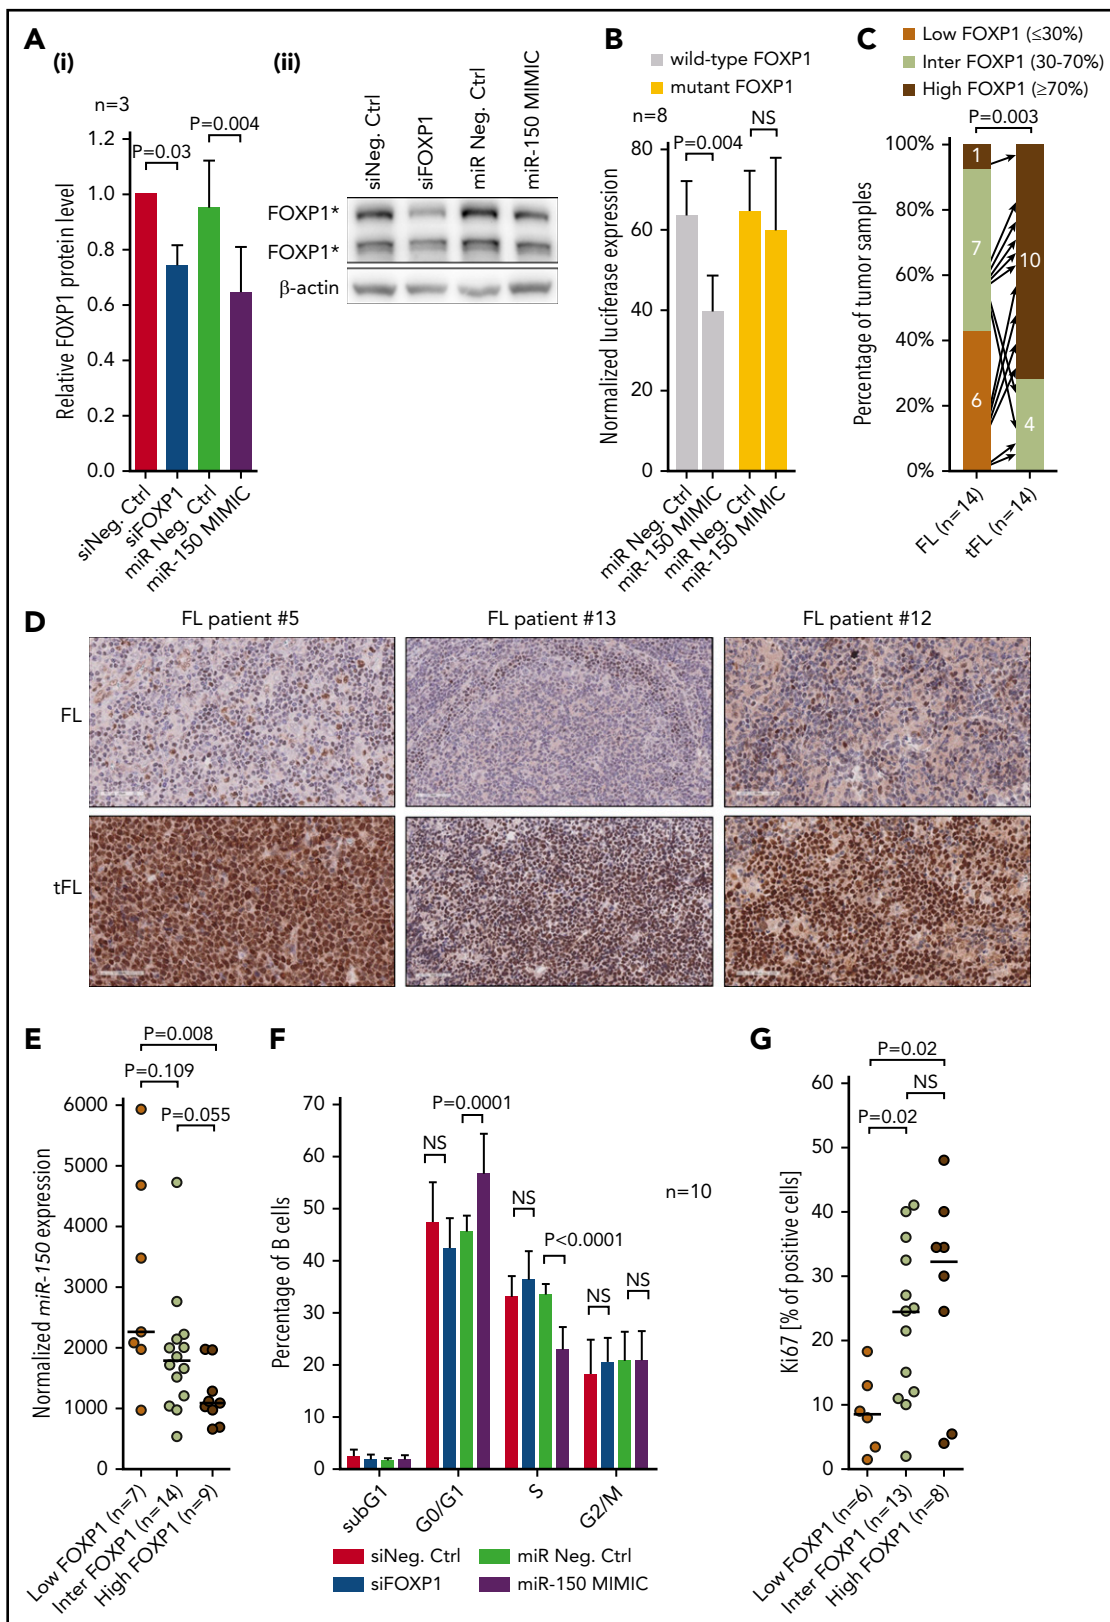 A
(i)
n=3
P=0.03
P=0.004
Relative FOXP1 protein level
1.2
1.0
0.8
0.6
0.4
0.2
0.0
siNeg. Ctrl
siFOXP1
miR Neg. Ctrl
miR-150 MIMIC
(ii)
siNeg. Ctrl
siFOXP1
miR Neg. Ctrl
miR-150 MIMIC
FOXP1*
FOXP1*
β-actin
B
wild-type FOXP1
mutant FOXP1
n=8
P=0.004
NS
Normalized luciferase expression
80
60
40
20
0
miR Neg. Ctrl
miR-150 MIMIC
miR Neg. Ctrl
miR-150 MIMIC
C
Low FOXP1 (≤30%)
Inter FOXP1 (30-70%)
High FOXP1 (≥70%)
P=0.003
Percentage of tumor samples
100%
80%
60%
40%
20%
0%
1
7
6
10
4
FL (n=14)
tFL (n=14)
D
FL patient #5
FL patient #13
FL patient #12
FL
tFL
E
P=0.008
P=0.109
P=0.055
Normalized miR-150 expression
6000
5000
4000
3000
2000
1000
0
Low FOXP1 (n=7)
Inter FOXP1 (n=14)
High FOXP1 (n=9)
F
Percentage of B cells
70
60
50
40
30
20
10
0
NS
P=0.0001
NS
P<0.0001
NS
NS
n=10
subG1
G0/G1
S
G2/M
siNeg. Ctrl
miR Neg. Ctrl
siFOXP1
miR-150 MIMIC
G
P=0.02
NS
P=0.02
Ki67 [% of positive cells]
60
50
40
30
20
10
0
Low FOXP1 (n=6)
Inter FOXP1 (n=13)
High FOXP1 (n=8)